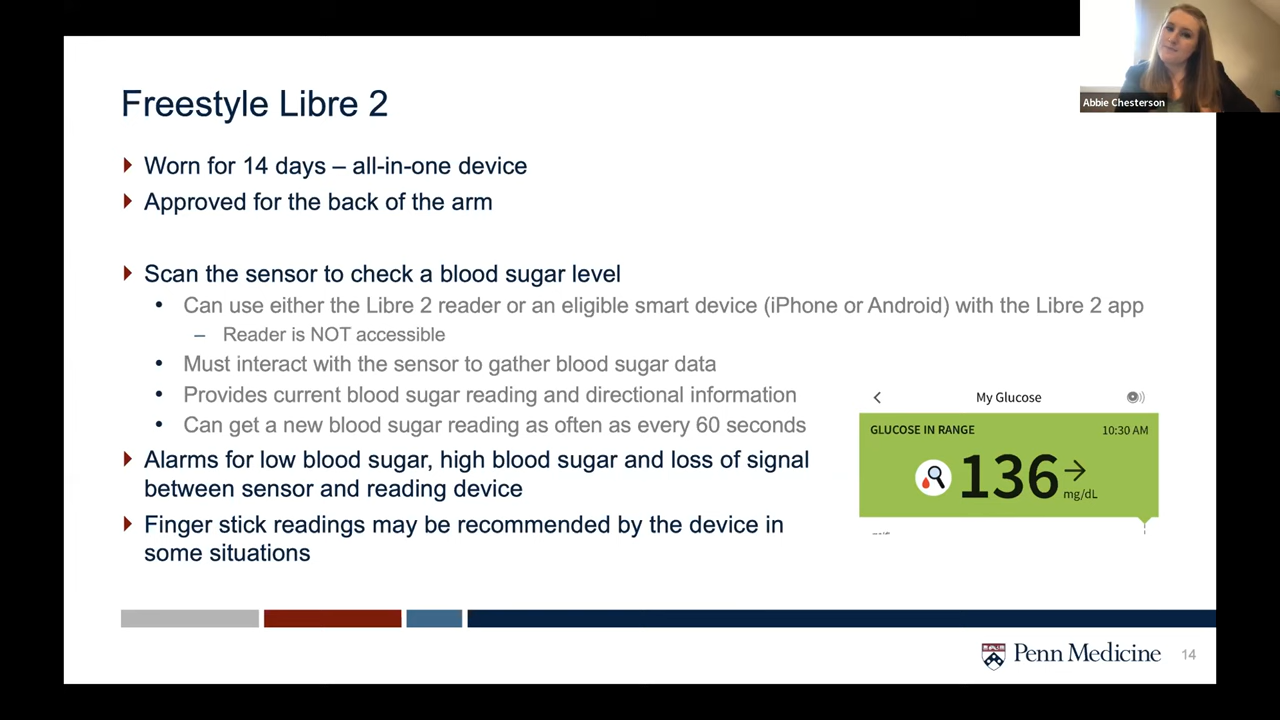 Freestyle Libre 2
Abbie Chesterson
Worn for 14 days – all-in-one device
Approved for the back of the arm
Scan the sensor to check a blood sugar level
• Can use either the Libre 2 reader or an eligible smart device (iPhone or Android) with the Libre 2 app
– Reader is NOT accessible
• Must interact with the sensor to gather blood sugar data
• Provides current blood sugar reading and directional information
• Can get a new blood sugar reading as often as every 60 seconds
Alarms for low blood sugar, high blood sugar and loss of signal
between sensor and reading device
Finger stick readings may be recommended by the device in
some situations
My Glucose
GLUCOSE IN RANGE 10:30 AM
136
mg/dL
Penn Medicine 14